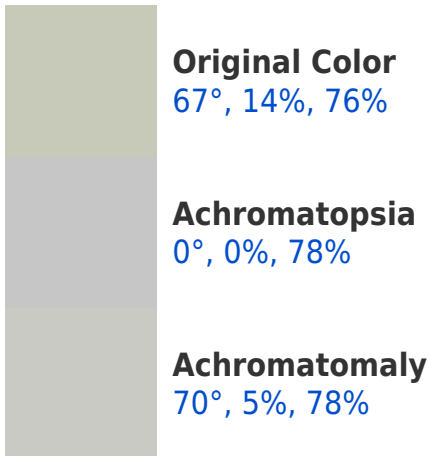 Original Color
67°, 14%, 76%
Achromatopsia
0°, 0%, 78%
Achromatomaly
70°, 5%, 78%